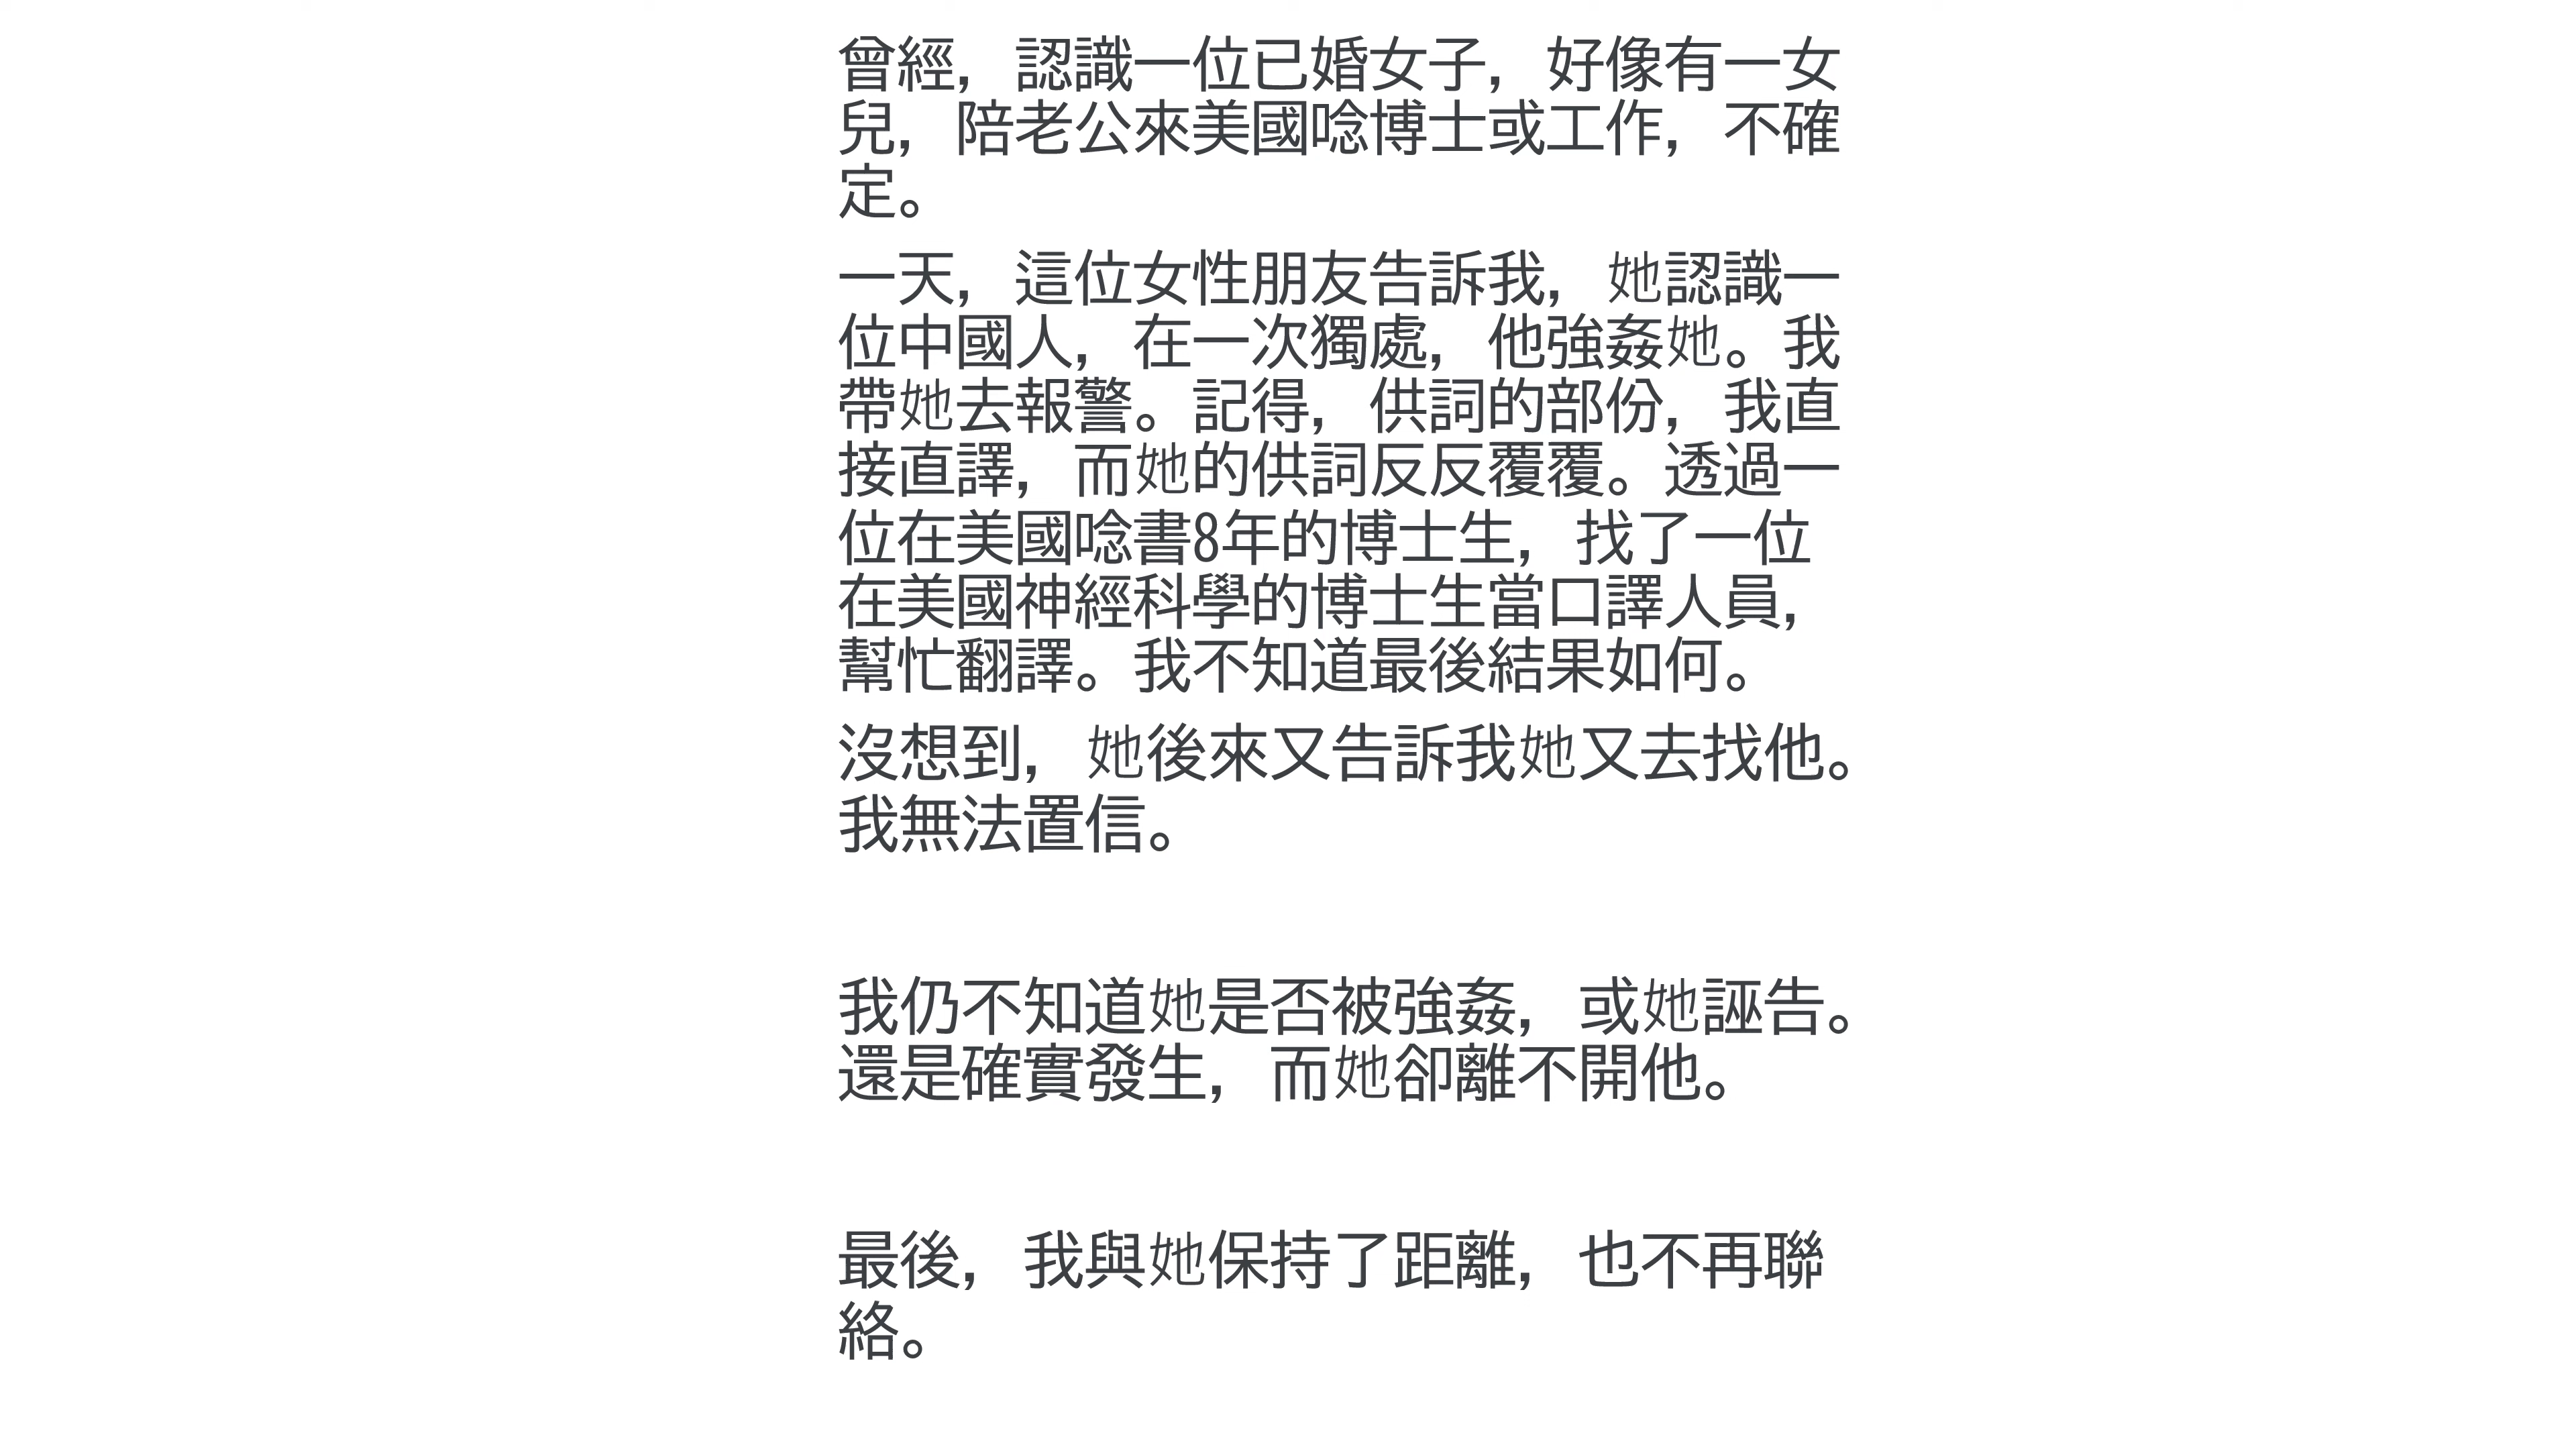 曾經，認識一位已婚女子，好像有一女
兒，陪老公來美國唸博士或工作，不確
定。
一天，這位女性朋友告訴我，她認識一
位中國人，在一次獨處，他強姦她。我
帶她去報警。記得，供詞的部份，我直
接直譯，而她的供詞反反覆覆。透過一
位在美國唸書8年的博士生，找了一位
在美國神經科學的博士生當口譯人員，
幫忙翻譯。我不知道最後結果如何。
沒想到，她後來又告訴我她又去找他。
我無法置信。
我仍不知道她是否被強姦，或她誣告。
還是確實發生，而她卻離不開他。
最後，我與她保持了距離，也不再聯
絡。